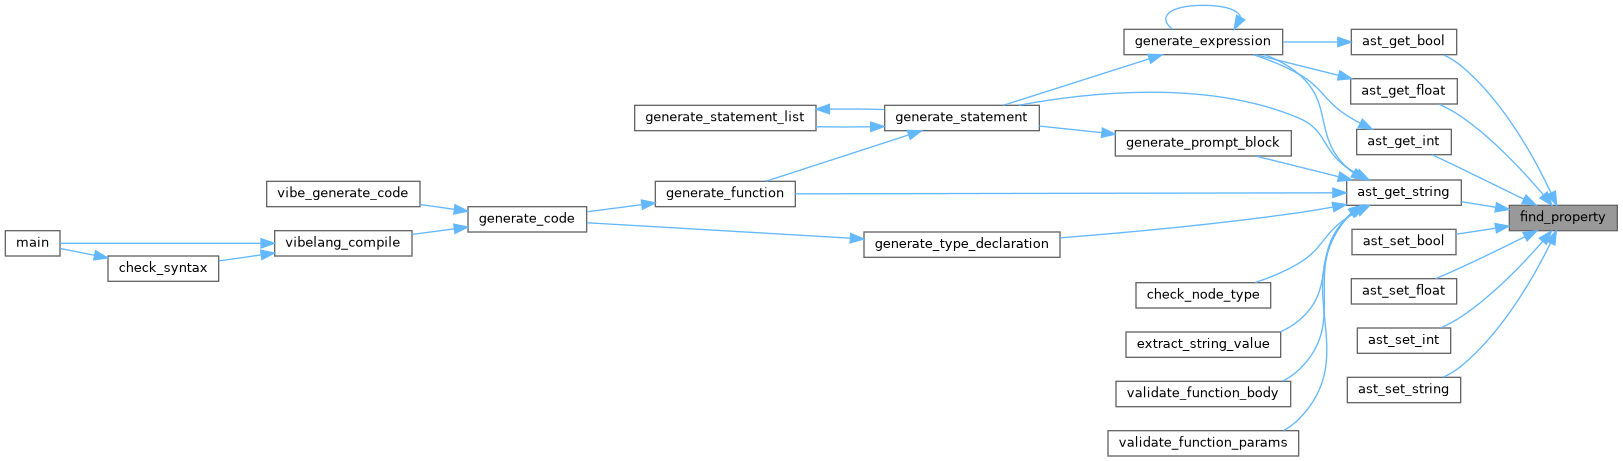 generate_expression
ast_get_bool
ast_get_float
generate_statement_list
generate_statement
generate_prompt_block
ast_get_int
vibe_generate_code
generate_function
ast_get_string
generate_code
find_property
main
vibelang_compile
generate_type_declaration
ast_set_bool
check_syntax
check_node_type
ast_set_float
extract_string_value
ast_set_int
validate_function_body
ast_set_string
validate_function_params